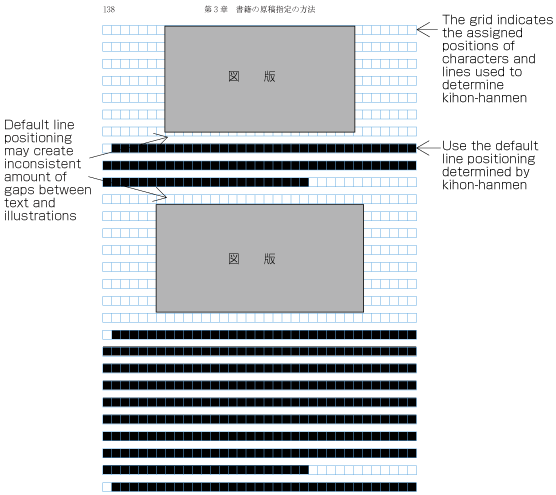 138
第３章　書籍の原稿指定の方法
The grid indicates
the assigned
positions of
characters and
lines used to
determine
kihon-hanmen
図　版
Default line
positioning
may create
inconsistent
amount of
gaps between
text and
illustrations
Use the default
line positioning
determined by
kihon-hanmen
図　版